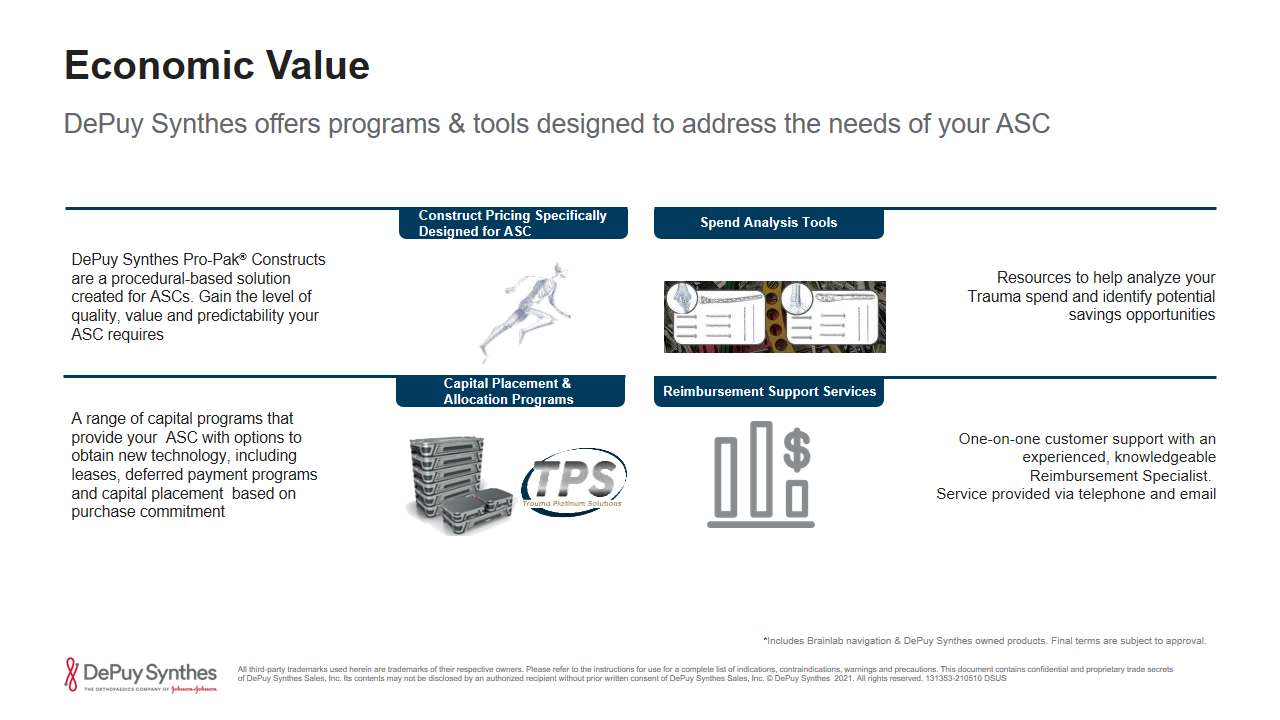 Economic Value
DePuy Synthes offers programs & tools designed to address the needs of your ASC
Construct Pricing Specifically
Designed for ASC
DePuy Synthes Pro-Pak® Constructs
are a procedural-based solution
created for ASCs. Gain the level of
quality, value and predictability your
ASC requires
Spend Analysis Tools
Resources to help analyze your
Trauma spend and identify potential
savings opportunities
Capital Placement &
Allocation Programs
A range of capital programs that
provide your ASC with options to
obtain new technology, including
leases, deferred payment programs
and capital placement based on
purchase commitment
TPS
Trauma Platinum Solutions
Reimbursement Support Services
$
One-on-one customer support with an
experienced, knowledgeable
Reimbursement Specialist.
Service provided via telephone and email
*Includes Brainlab navigation & DePuy Synthes owned products. Final terms are subject to approval.
DePuy Synthes
THE ORTHOPAEDICS COMPANY OF Johnson & Johnson
All third-party trademarks used herein are trademarks of their respective owners. Please refer to the instructions for use for a complete list of indications, contraindications, warnings and precautions. This document contains confidential and proprietary trade secrets
of DePuy Synthes Sales, Inc. Its contents may not be disclosed by an authorized recipient without prior written consent of DePuy Synthes Sales, Inc. © DePuy Synthes 2021. All rights reserved. 131353-210510 DSUS